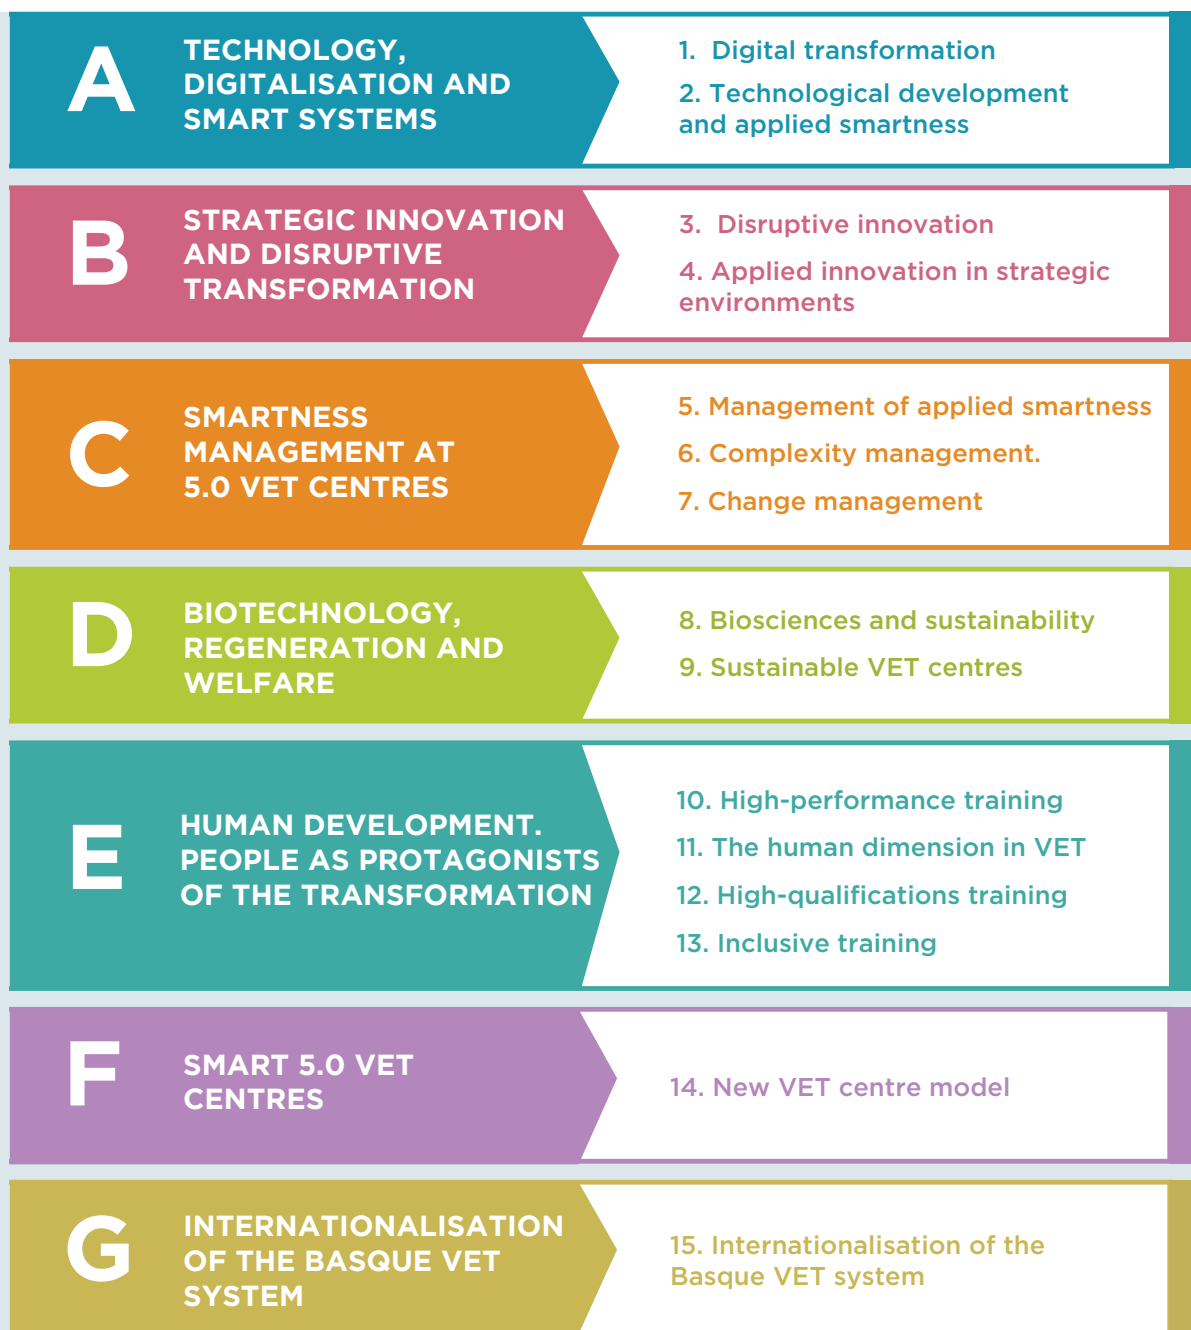 A
TECHNOLOGY,
DIGITALISATION AND
SMART SYSTEMS
1. Digital transformation
2. Technological development
and applied smartness
B
STRATEGIC INNOVATION
AND DISRUPTIVE
TRANSFORMATION
3. Disruptive innovation
4. Applied innovation in strategic
environments
C
SMARTNESS
MANAGEMENT AT
5.0 VET CENTRES
5. Management of applied smartness
6. Complexity management.
7. Change management
D
BIOTECHNOLOGY,
REGENERATION AND
WELFARE
8. Biosciences and sustainability
9. Sustainable VET centres
E
HUMAN DEVELOPMENT.
PEOPLE AS PROTAGONISTS
OF THE TRANSFORMATION
10. High-performance training
11. The human dimension in VET
12. High-qualifications training
13. Inclusive training
F
SMART 5.0 VET
CENTRES
14. New VET centre model
G
INTERNATIONALISATION
OF THE BASQUE VET
SYSTEM
15. Internationalisation of the
Basque VET system